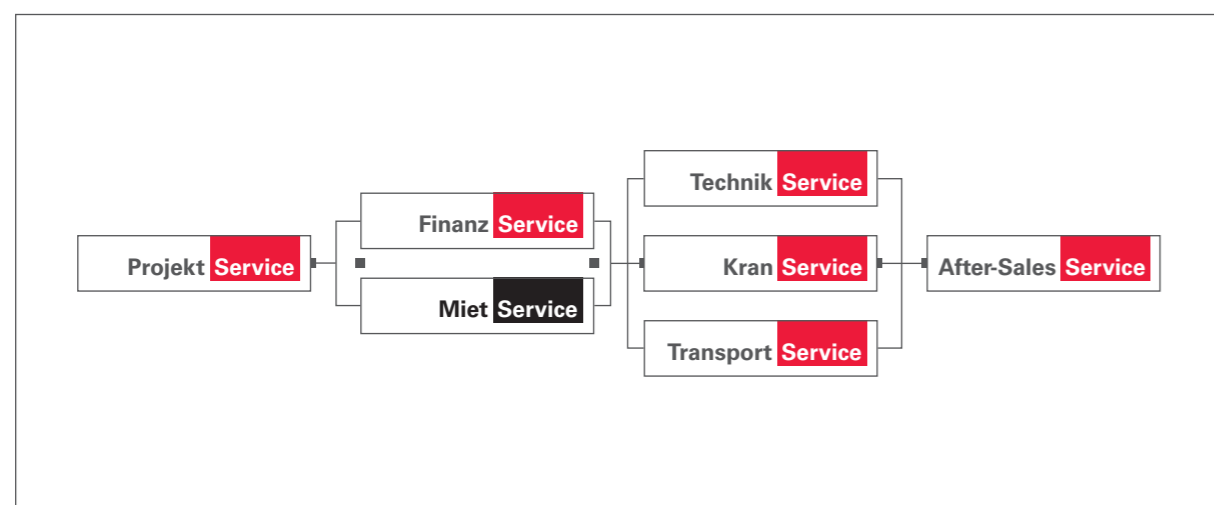 Projekt Service
Finanz Service
Miet Service
Technik Service
Kran Service
Transport Service
After-Sales Service